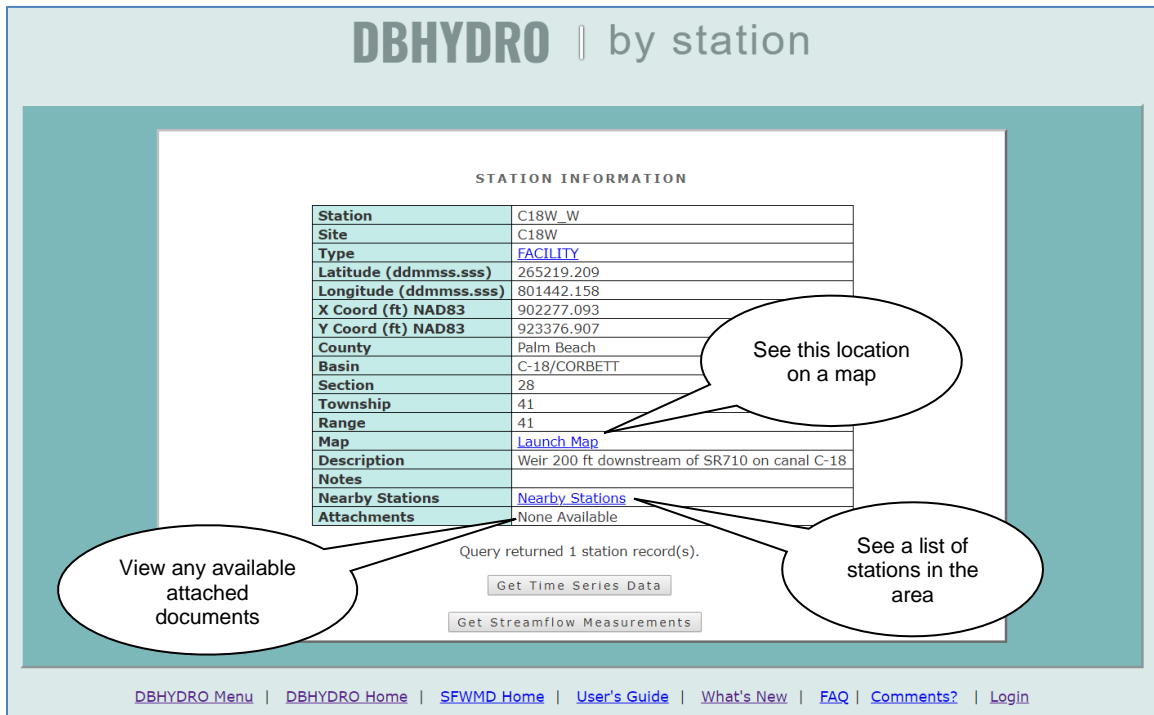 DBHYDRO | by station
STATION INFORMATION
Station C18W_W
Site C18W
Type FACILITY
Latitude (ddmmss.sss) 265219.209
Longitude (ddmmss.sss) 801442.158
X Coord (ft) NAD83 902277.093
Y Coord (ft) NAD83 923376.907
County Palm Beach
Basin C-18/CORBETT
Section 28
Township 41
Range 41
Map Launch Map
Description Weir 200 ft downstream of SR710 on canal C-18
Notes
Nearby Stations Nearby Stations
Attachments None Available
See this location
on a map
View any available
attached
documents
See a list of
stations in the
area
Query returned 1 station record(s).
Get Time Series Data
Get Streamflow Measurements
DBHYDRO Menu | DBHYDRO Home | SFWMD Home | User's Guide | What's New | FAQ | Comments? | Login